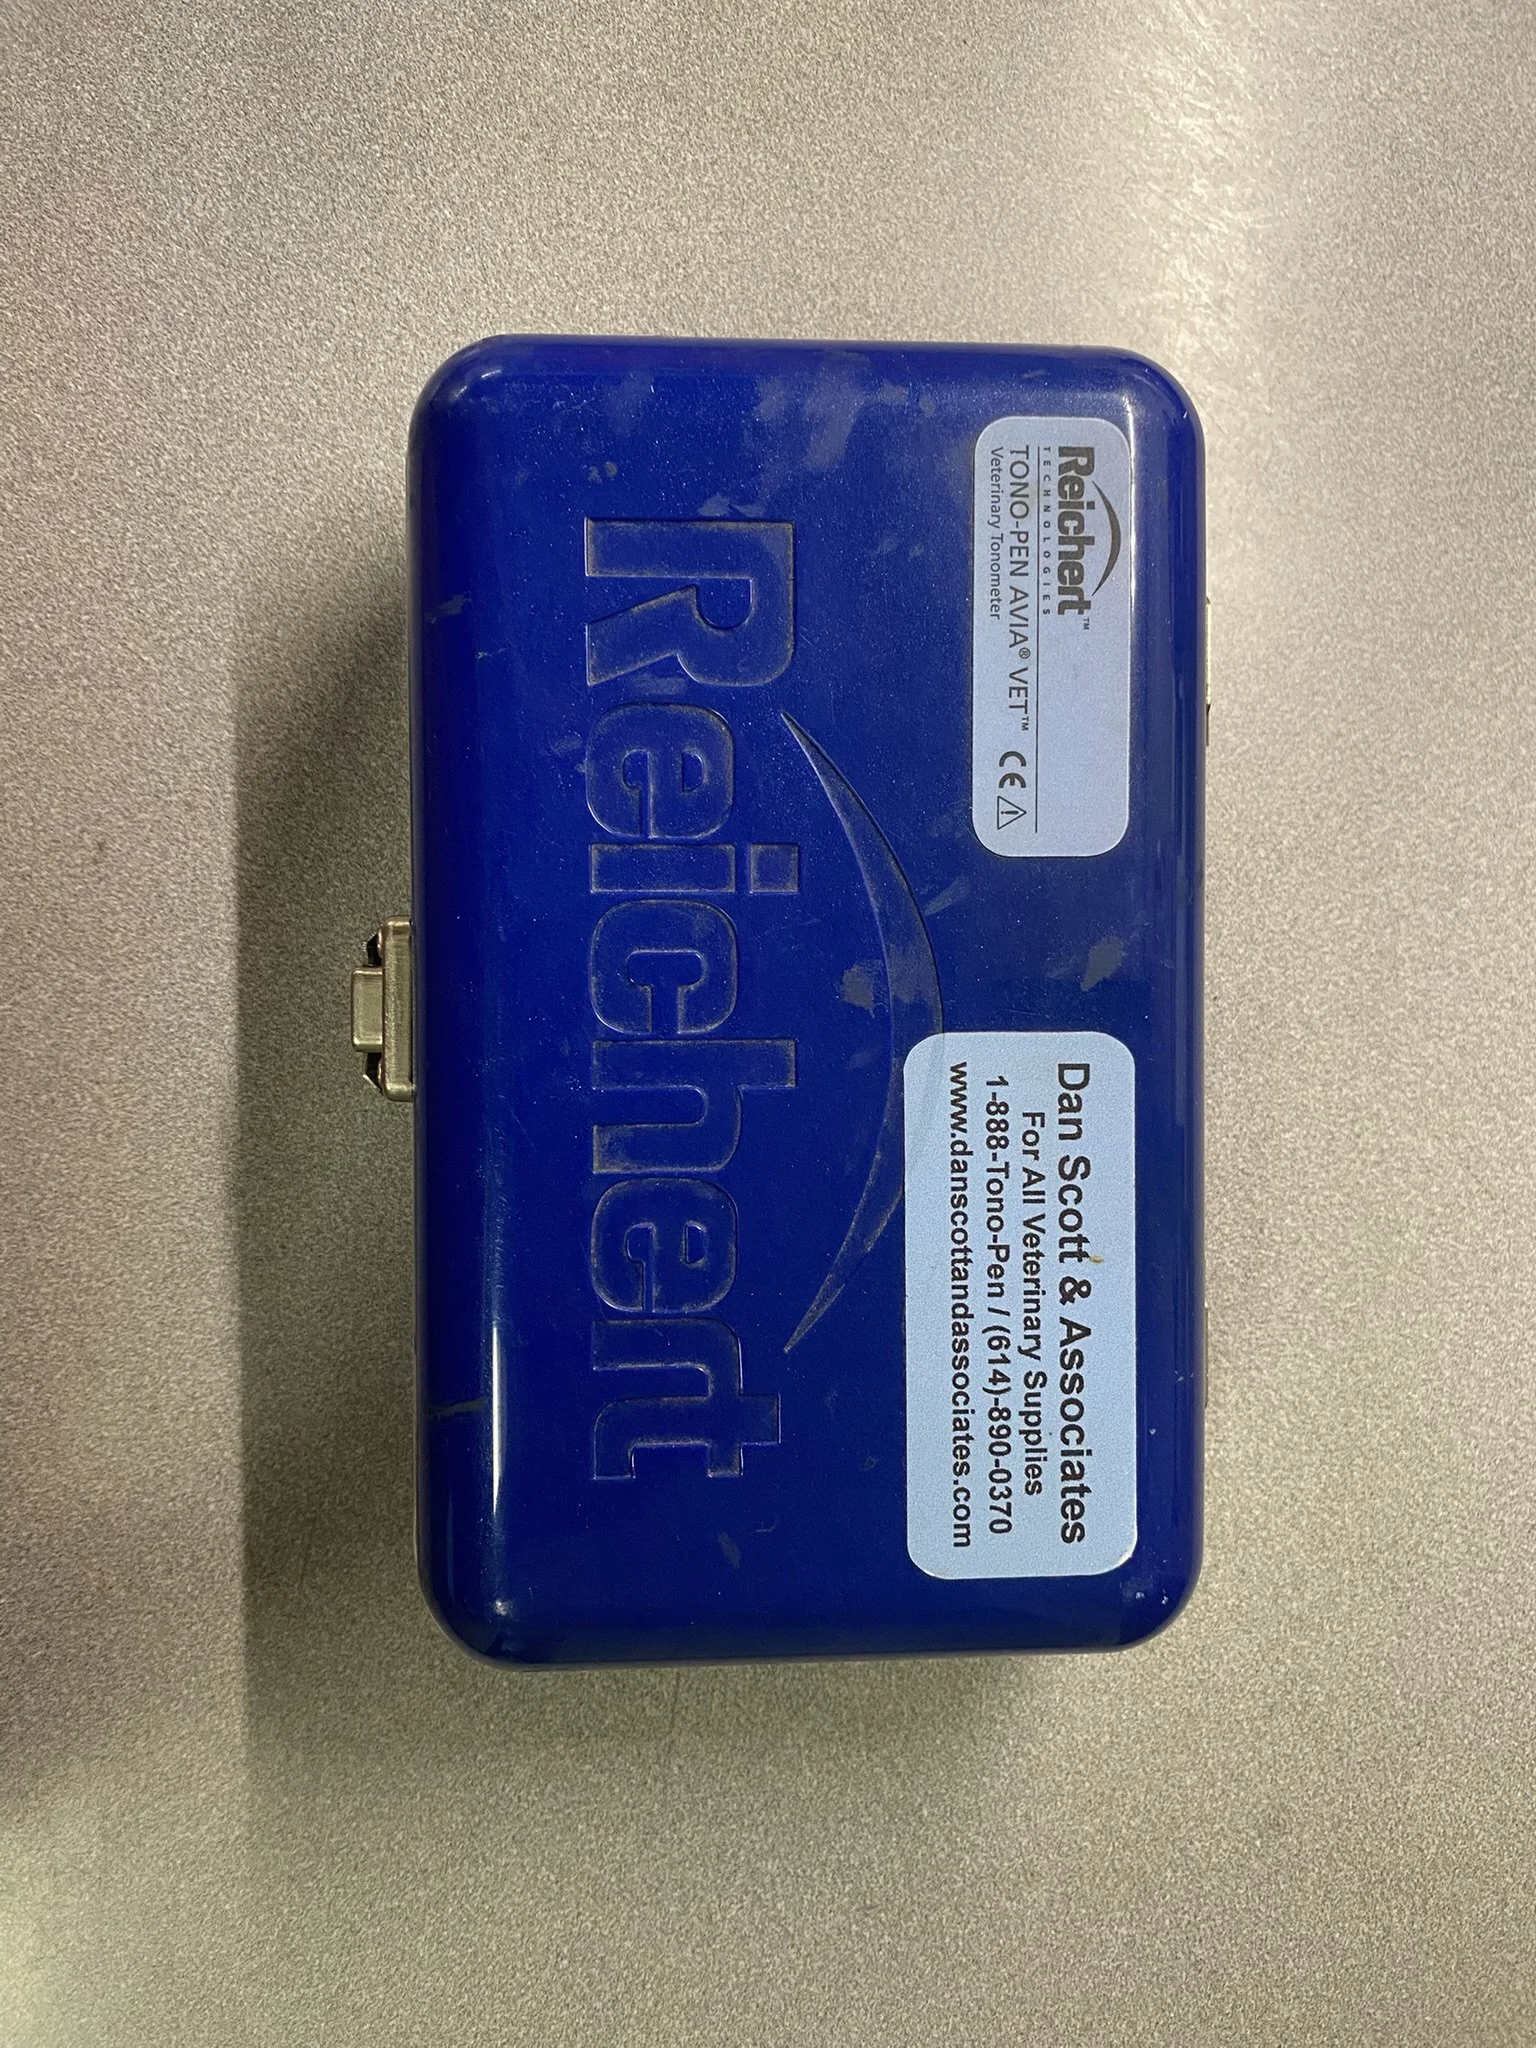 Reichert™
TECHNOLOGIES
TONO-PEN AVIA® VET™ CE
Veterinary Tonometer
Dan Scott & Associates
For All Veterinary Supplies
1-888-Tono-Pen / (614)-890-0370
www.danscottandassociates.com
Reichert